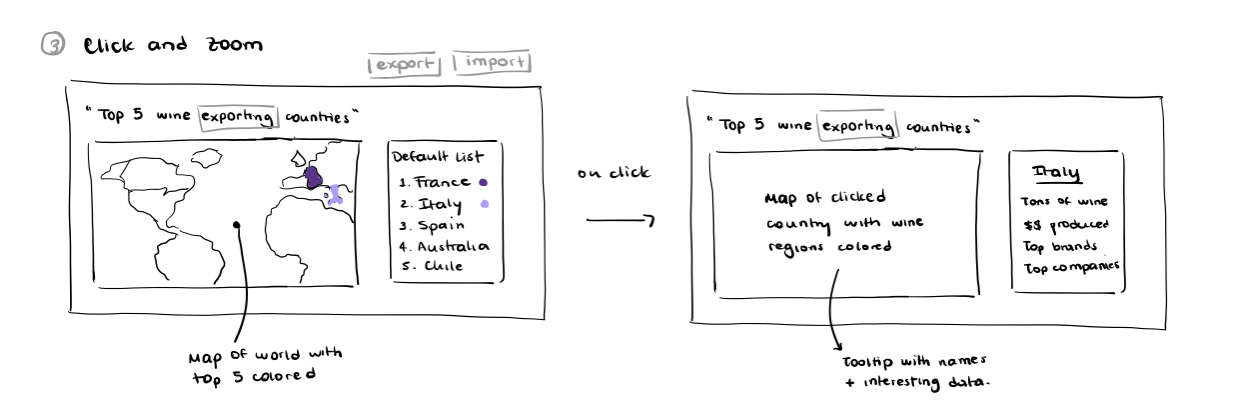 3 Click and Zoom
export import
"Top 5 wine exporting countries"
Default List
1. France
2. Italy
3. Spain
4. Australia
5. Chile
Map of world with
top 5 colored
on click
"Top 5 wine exporting countries"
Map of clicked
country with wine
regions colored
Italy
Tons of wine
$$ produced
Top brands
Top companies
Tooltip with names
+ interesting data.